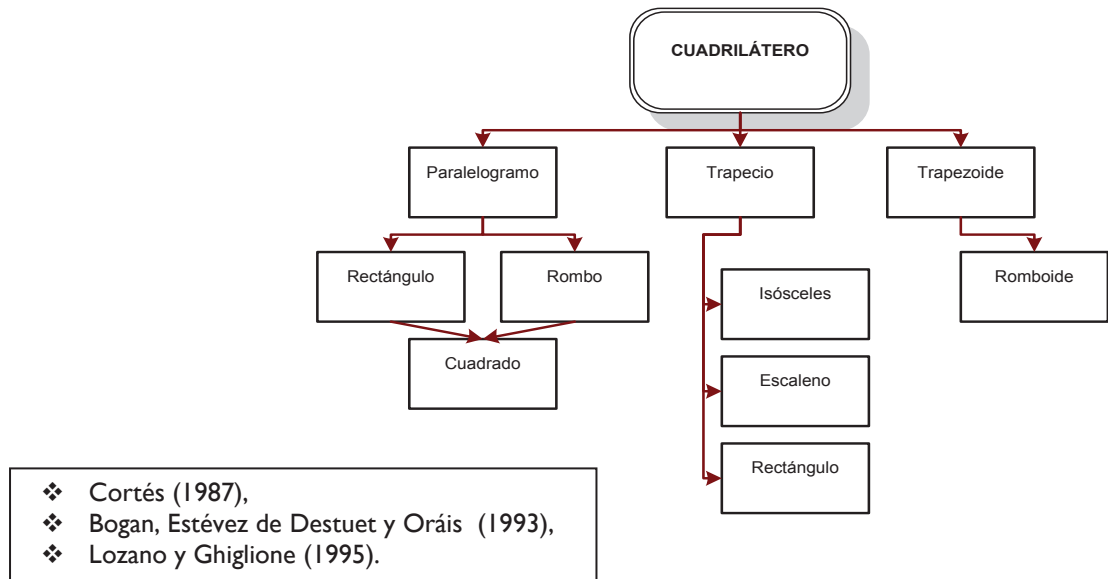 CUADRILÁTERO
Paralelogramo
Trapecio
Trapezoide
Rectángulo
Rombo
Isósceles
Romboide
Cuadrado
Escaleno
Rectángulo
❖ Cortés (1987),
❖ Bogan, Estévez de Destuet y Oráis (1993),
❖ Lozano y Ghiglione (1995).